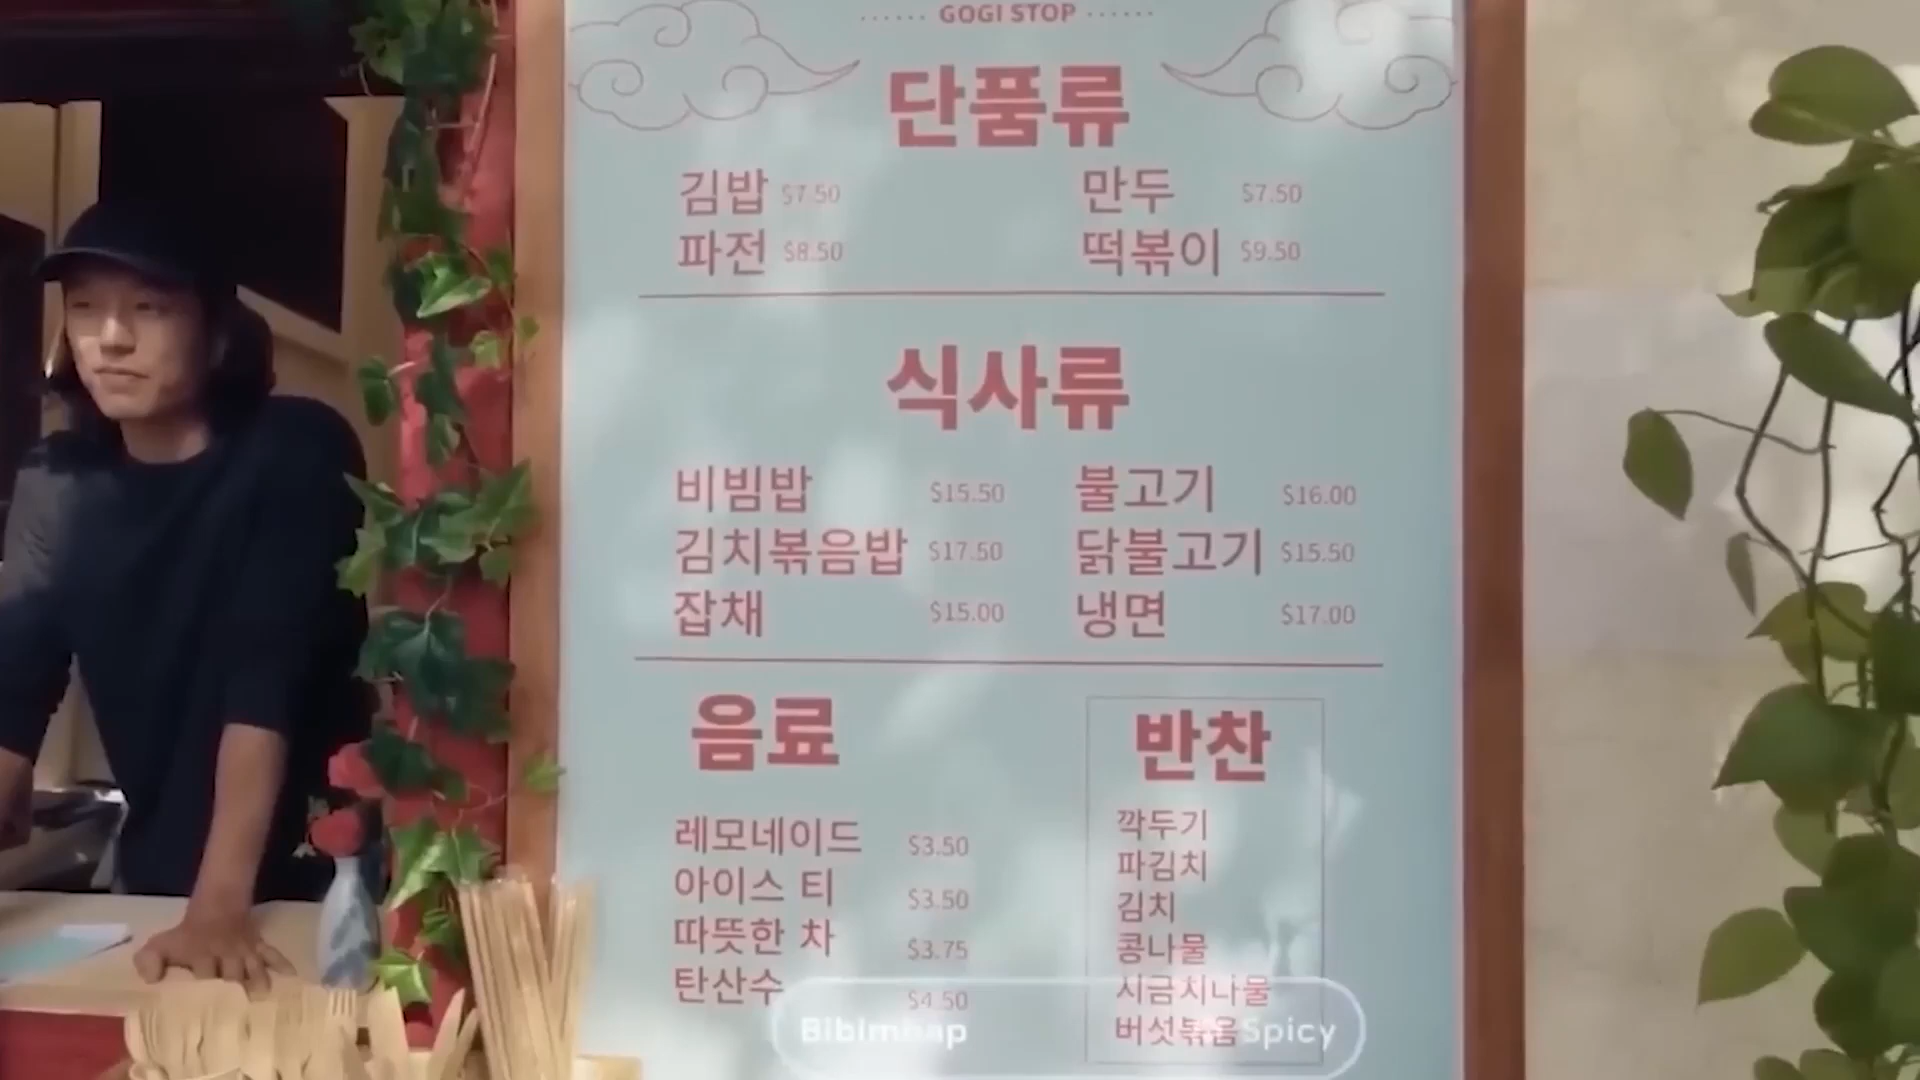 GOGI STOP
단품류
김밥 $7.50 만두 $7.50
파전 $8.50 떡볶이 $9.50
식사류
비빔밥 $15.50 불고기 $16.00
김치볶음밥 $17.50 닭불고기 $15.50
잡채 $15.00 냉면 $17.00
음료
레모네이드 $3.50
아이스 티 $3.50
따뜻한 차 $3.75
탄산수 $4.50
반찬
깍두기
파김치
김치
콩나물
시금치나물
버섯볶음
Bibimbap Spicy